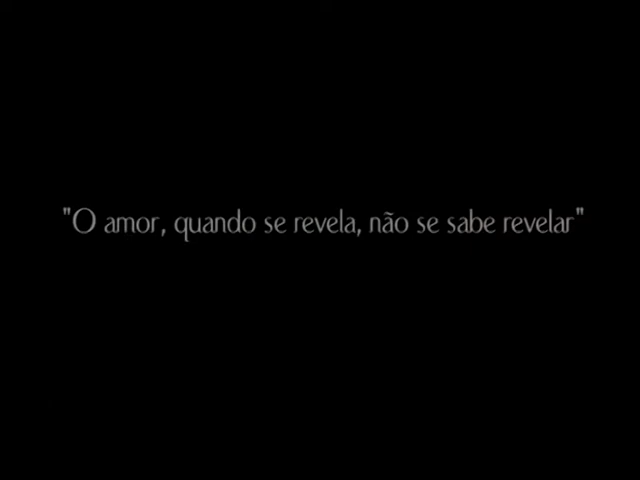 "O amor, quando se revela, não se sabe revelar"